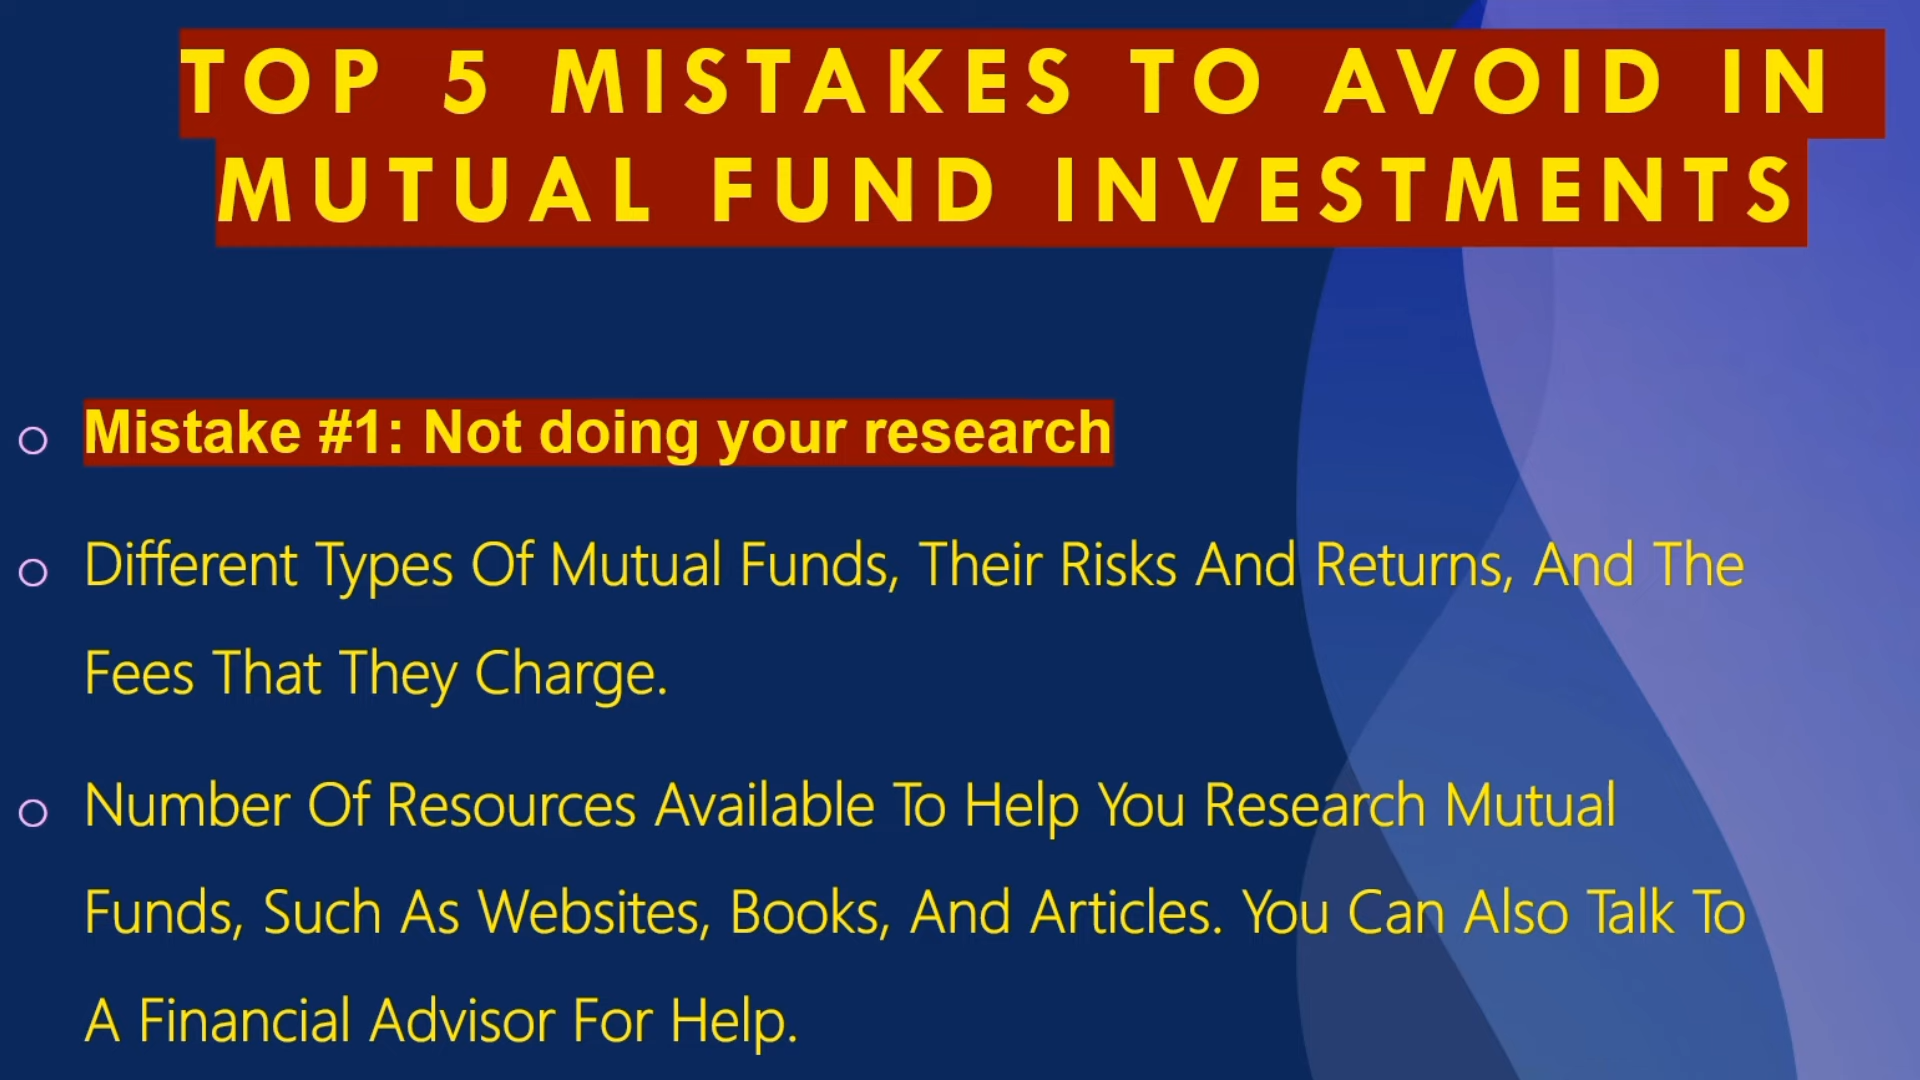 TOP 5 MISTAKES TO AVOID IN
MUTUAL FUND INVESTMENTS
Mistake #1: Not doing your research
Different Types Of Mutual Funds, Their Risks And Returns, And The
Fees That They Charge.
Number Of Resources Available To Help You Research Mutual
Funds, Such As Websites, Books, And Articles. You Can Also Talk To
A Financial Advisor For Help.